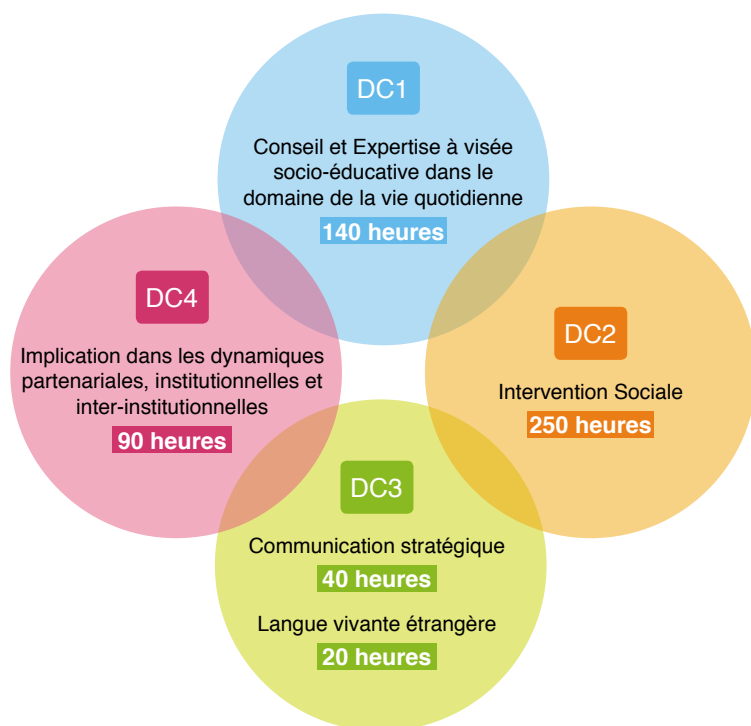 DC1
Conseil et Expertise à visée
socio-éducative dans le
domaine de la vie quotidienne
140 heures
DC4
Implication dans les dynamiques
partenariales, institutionnelles et
inter-institutionnelles
90 heures
DC2
Intervention Sociale
250 heures
DC3
Communication stratégique
40 heures
Langue vivante étrangère
20 heures